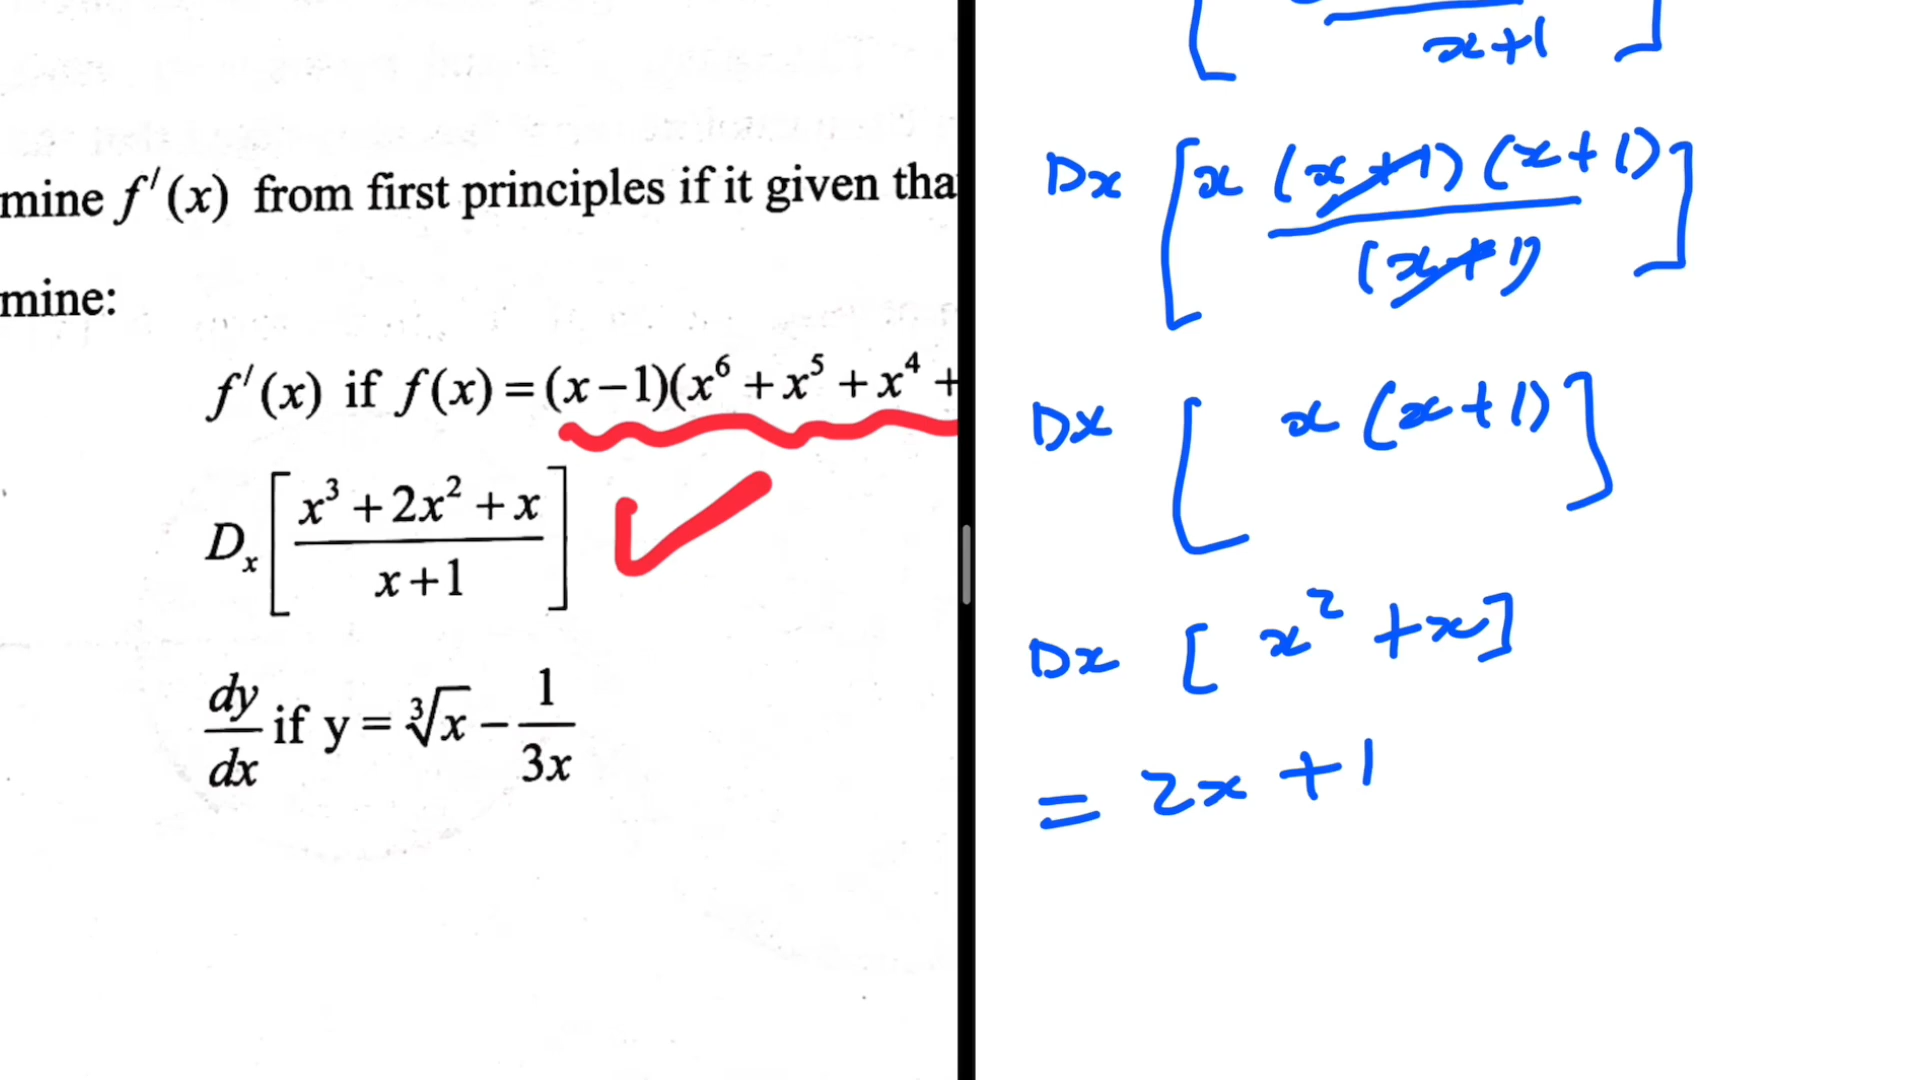 mine f′(x) from first principles if it given tha
mine:
f′(x) if f(x) = (x−1)(x⁶ + x⁵ + x⁴ +
Dₓ [ (x³ + 2x² + x) / (x+1) ]
dy/dx if y = ∛x − 1/(3x)
x+1 ]
Dx [ x (x+1) (x+1) / (x+1) ]
Dx [ x (x+1) ]
Dx [ x² + x ]
= 2x + 1